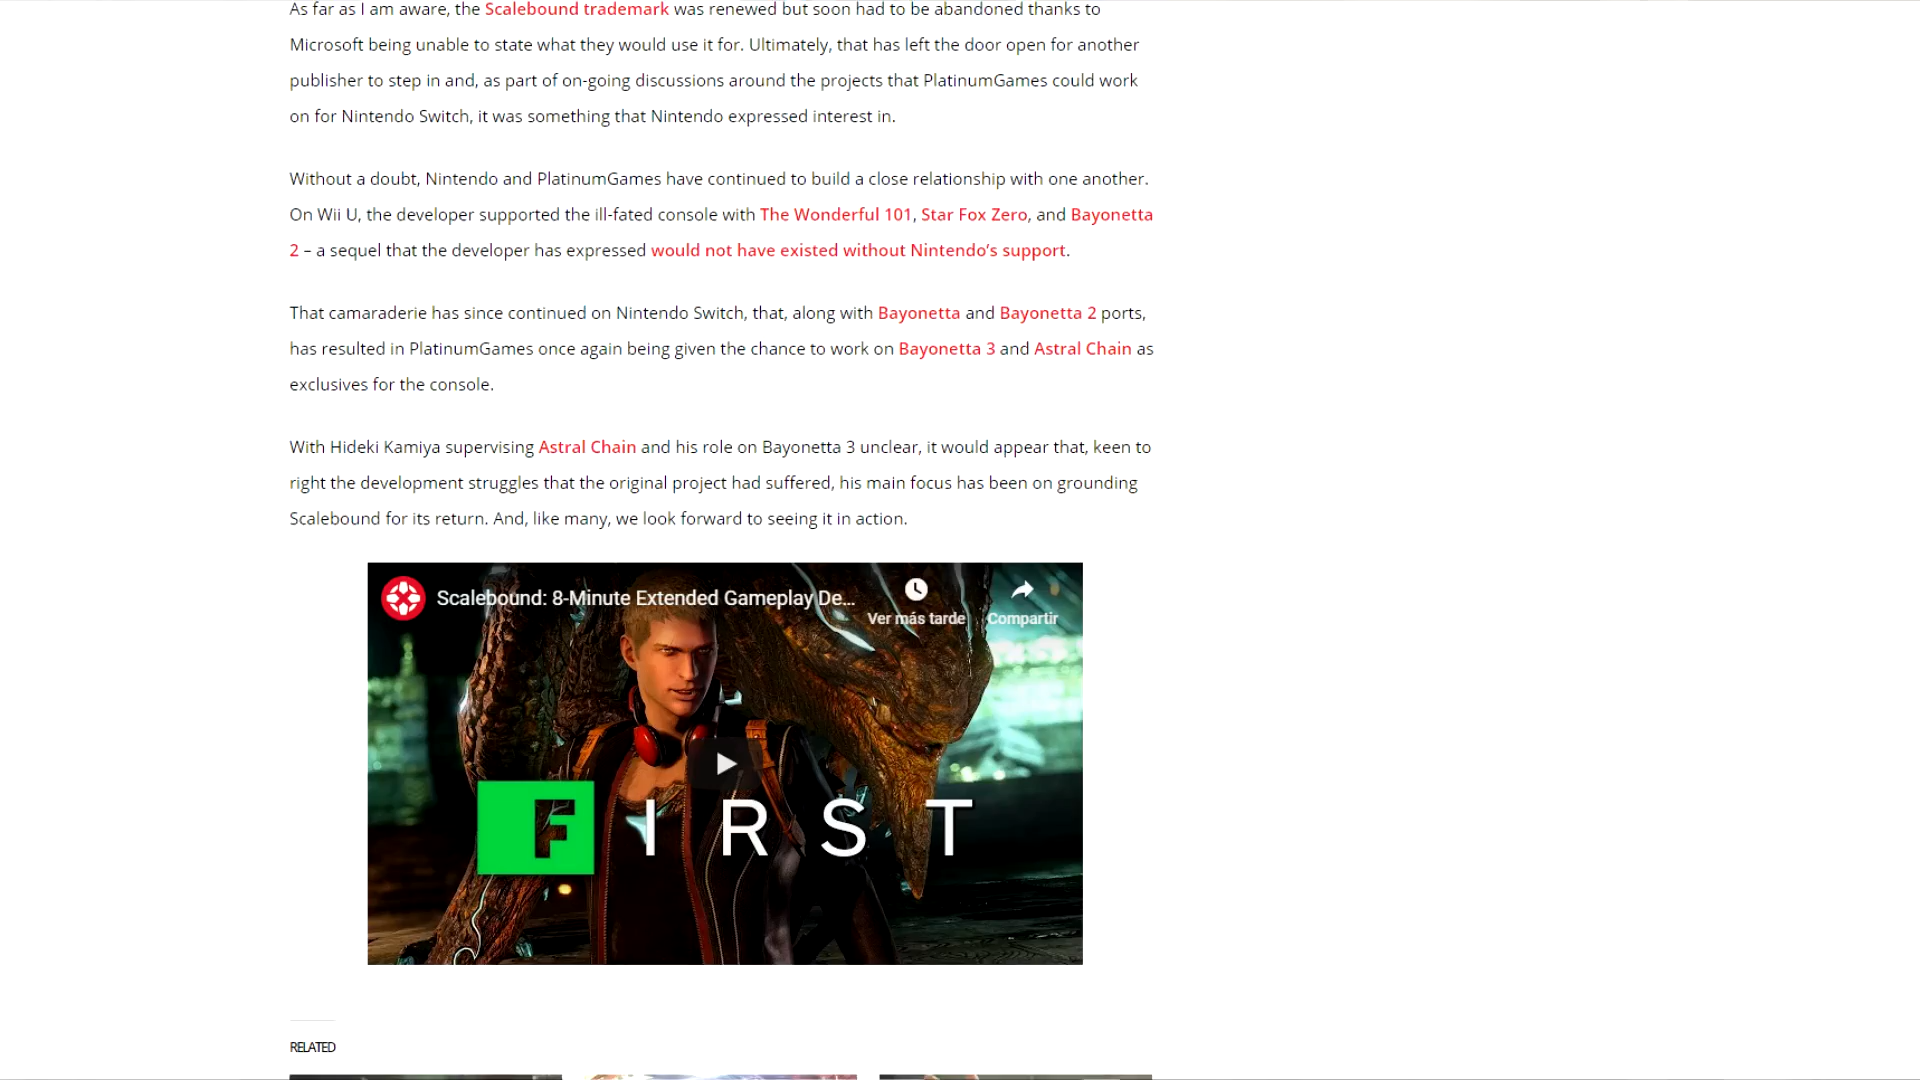 As far as I am aware, the Scalebound trademark was renewed but soon had to be abandoned thanks to
Microsoft being unable to state what they would use it for. Ultimately, that has left the door open for another
publisher to step in and, as part of on-going discussions around the projects that PlatinumGames could work
on for Nintendo Switch, it was something that Nintendo expressed interest in.
Without a doubt, Nintendo and PlatinumGames have continued to build a close relationship with one another.
On Wii U, the developer supported the ill-fated console with The Wonderful 101, Star Fox Zero, and Bayonetta
2 – a sequel that the developer has expressed would not have existed without Nintendo’s support.
That camaraderie has since continued on Nintendo Switch, that, along with Bayonetta and Bayonetta 2 ports,
has resulted in PlatinumGames once again being given the chance to work on Bayonetta 3 and Astral Chain as
exclusives for the console.
With Hideki Kamiya supervising Astral Chain and his role on Bayonetta 3 unclear, it would appear that, keen to
right the development struggles that the original project had suffered, his main focus has been on grounding
Scalebound for its return. And, like many, we look forward to seeing it in action.
Scalebound: 8-Minute Extended Gameplay De...
Ver más tarde
Compartir
FIRST
RELATED